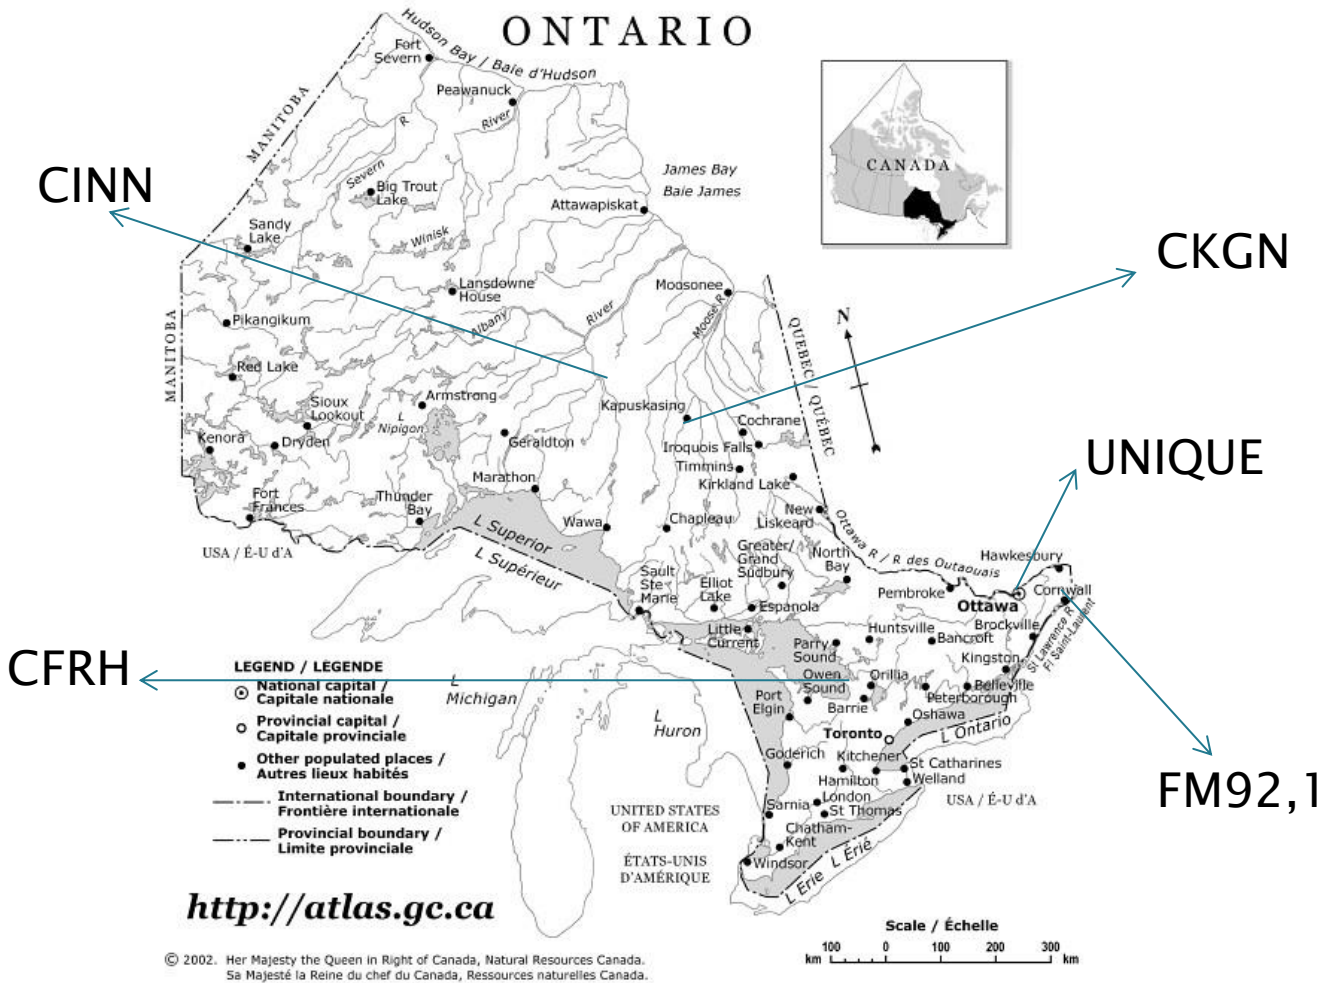 ONTARIO
Hudson Bay / Baie d'Hudson
Fort
Severn
Peawanuck
River
MANITOBA
R
Severn
CANADA
James Bay
Baie James
CINN
Big Trout
Lake
Attawapiskat
Sandy
Lake
Winisk
CKGN
Lansdowne
House
Moosonee
Albany
River
Moose R
Pikangikum
MANITOBA
QUEBEC / QUÉBEC
N
Red Lake
Armstrong
Kapuskasing
Sioux
Lookout
L
Nipigon
Cochrane
Kenora
Dryden
Geraldton
Iroquois Falls
Timmins
UNIQUE
Marathon
Kirkland Lake
Fort
Frances
Thunder
Bay
New
Liskeard
Wawa
Chapleau
Ottawa R / R des Outaouais
L Superior
L Supérieur
USA / É-U d'A
Greater/
Grand
Sudbury
North
Bay
Hawkesbury
Sault
Ste
Marie
Elliot
Lake
Espanola
Pembroke
Ottawa
Cornwall
Little
Current
Huntsville
Brockville
Parry
Sound
Bancroft
St Lawrence R
Fl Saint-Laurent
Kingston
CFRH
Owen
Sound
Orillia
Belleville
L
Michigan
Port
Elgin
Barrie
Peterborough
L
Huron
Oshawa
Toronto
L Ontario
Goderich
Kitchener
St Catharines
Hamilton
Welland
FM92,1
USA / É-U d'A
London
Sarnia
St Thomas
UNITED STATES
OF AMERICA
Chatham-
Kent
ÉTATS-UNIS
D'AMÉRIQUE
Windsor
L Erie L Érié
LEGEND / LÉGENDE
National capital /
Capitale nationale
Provincial capital /
Capitale provinciale
Other populated places /
Autres lieux habités
International boundary /
Frontière internationale
Provincial boundary /
Limite provinciale
http://atlas.gc.ca
Scale / Échelle
100 0 100 200 300
km km
© 2002. Her Majesty the Queen in Right of Canada, Natural Resources Canada.
Sa Majesté la Reine du chef du Canada, Ressources naturelles Canada.